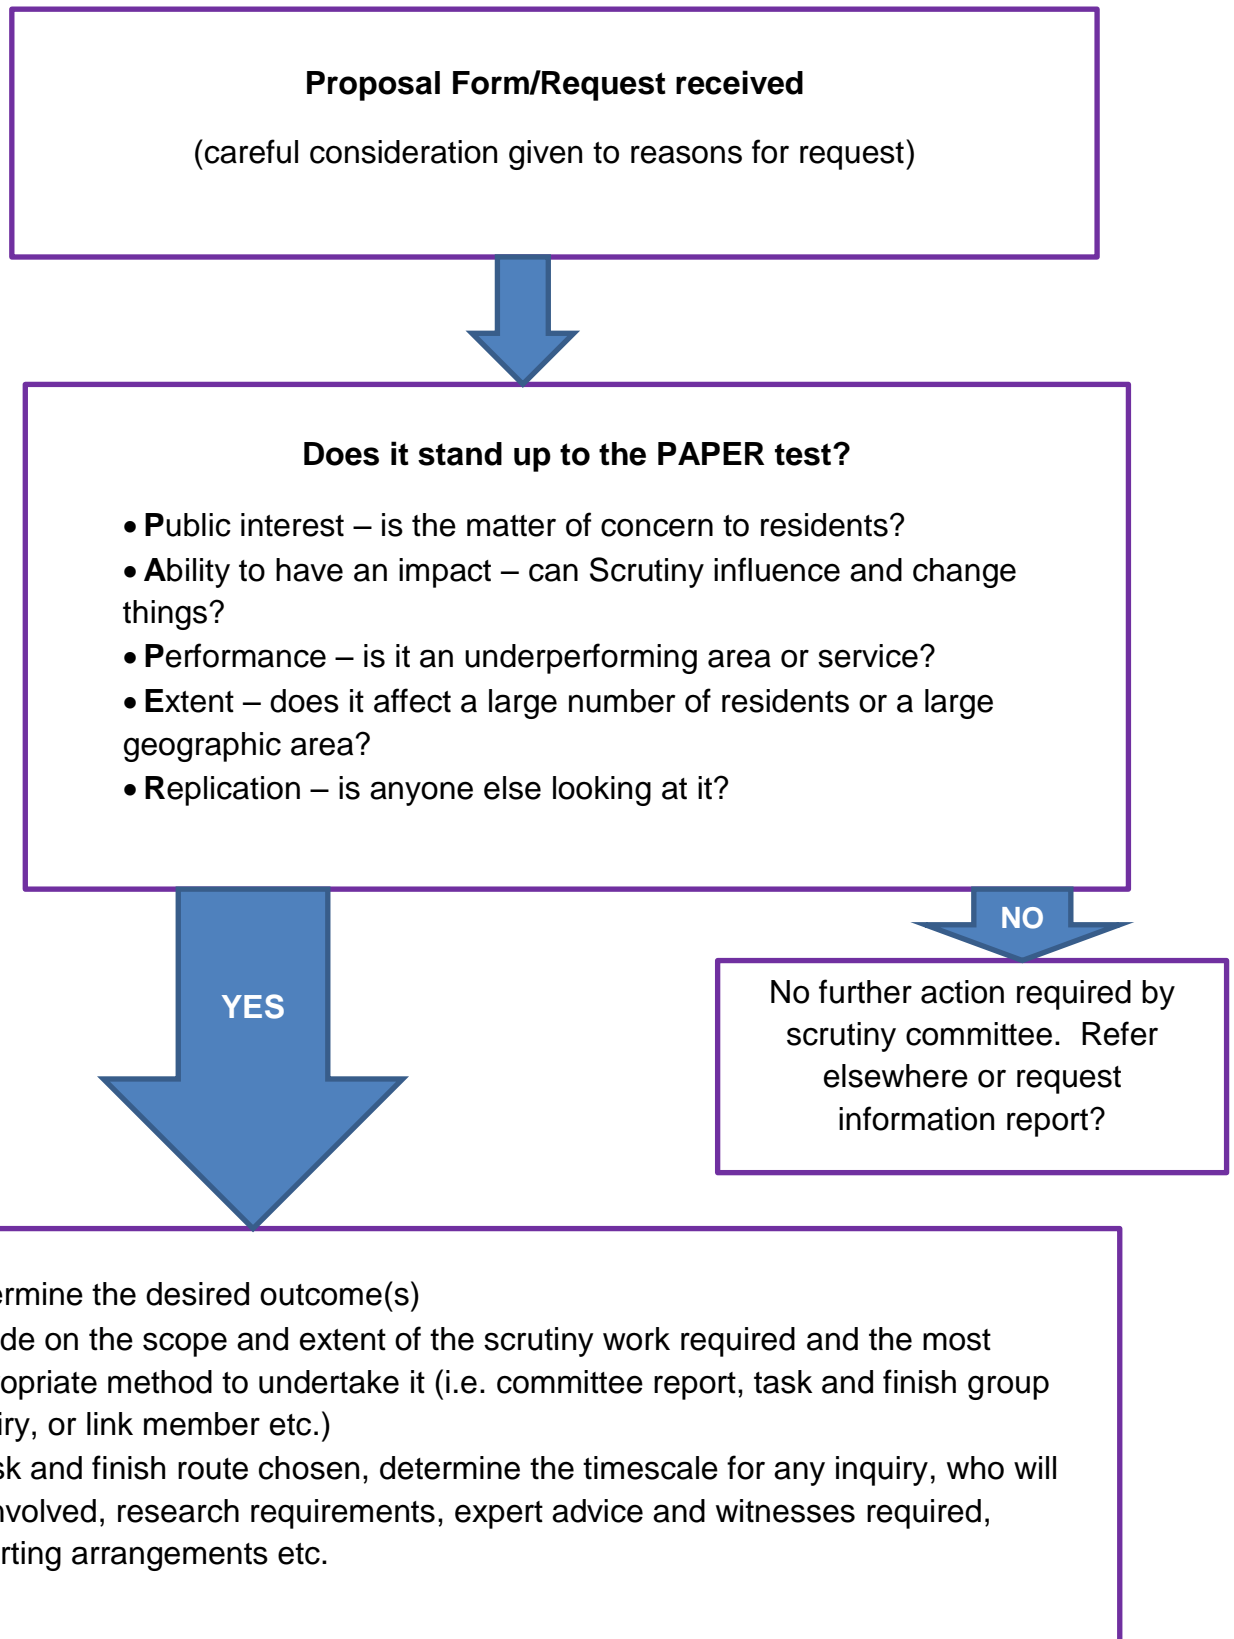 Proposal Form/Request received
(careful consideration given to reasons for request)
Does it stand up to the PAPER test?
• Public interest – is the matter of concern to residents?
• Ability to have an impact – can Scrutiny influence and change
things?
• Performance – is it an underperforming area or service?
• Extent – does it affect a large number of residents or a large
geographic area?
• Replication – is anyone else looking at it?
NO
YES
No further action required by
scrutiny committee.  Refer
elsewhere or request
information report?
ermine the desired outcome(s)
de on the scope and extent of the scrutiny work required and the most
opriate method to undertake it (i.e. committee report, task and finish group
iry, or link member etc.)
sk and finish route chosen, determine the timescale for any inquiry, who will
nvolved, research requirements, expert advice and witnesses required,
rting arrangements etc.